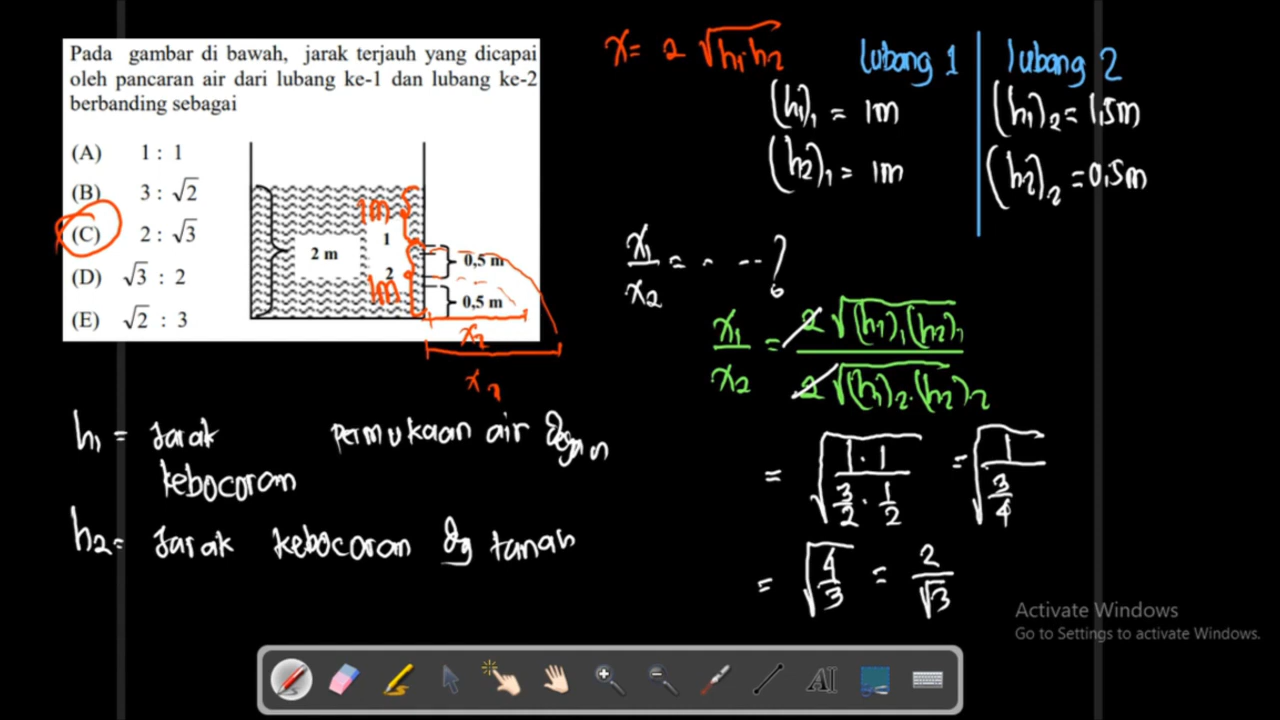 Pada gambar di bawah, jarak terjauh yang dicapai
oleh pancaran air dari lubang ke-1 dan lubang ke-2
berbanding sebagai
(A) 1 : 1
(B) 3 : √2
(C) 2 : √3
(D) √3 : 2
(E) √2 : 3
2 m
1
2
0,5 m
0,5 m
1m
1m
x2
x1
x = 2 √h1.h2
lubang 1
(h1)1 = 1m
(h2)1 = 1m
lubang 2
(h1)2 = 1,5m
(h2)2 = 0,5m
x1/x2 = . - - ?
x1/x2 = 2√(h1)1(h2)1 / 2√(h1)2.(h2)2
= √(1.1 / 3/2 . 1/2) = √(1 / 3/4)
= √(4/3) = 2/√3
h1 = Jarak permukaan air degan
kebocoran
h2 = Jarak kebocoran dg tanah
Activate Windows
Go to Settings to activate Windows.
AI